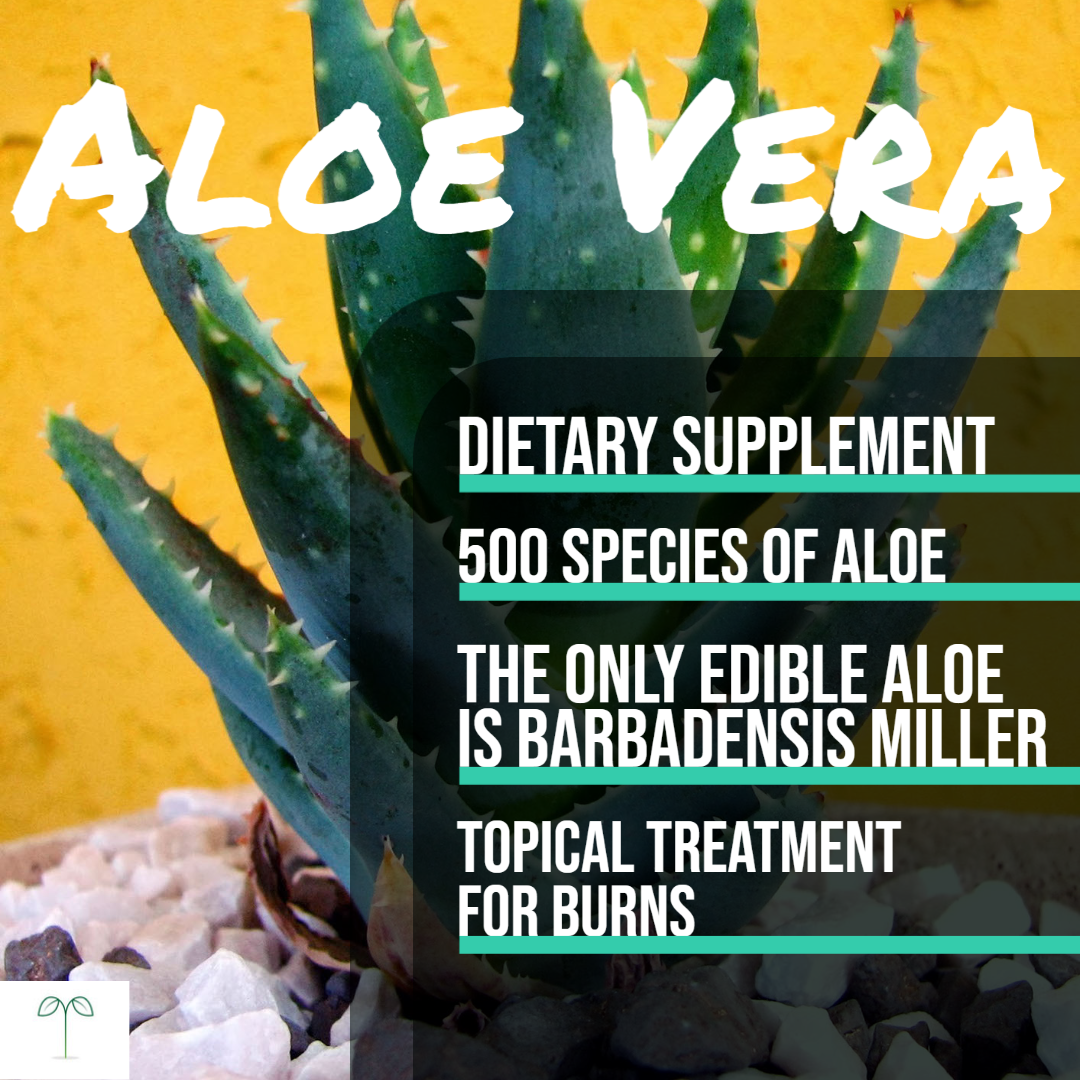 Aloe Vera
DIETARY SUPPLEMENT
500 SPECIES OF ALOE
THE ONLY EDIBLE ALOE
IS BARBADENSIS MILLER
TOPICAL TREATMENT
FOR BURNS